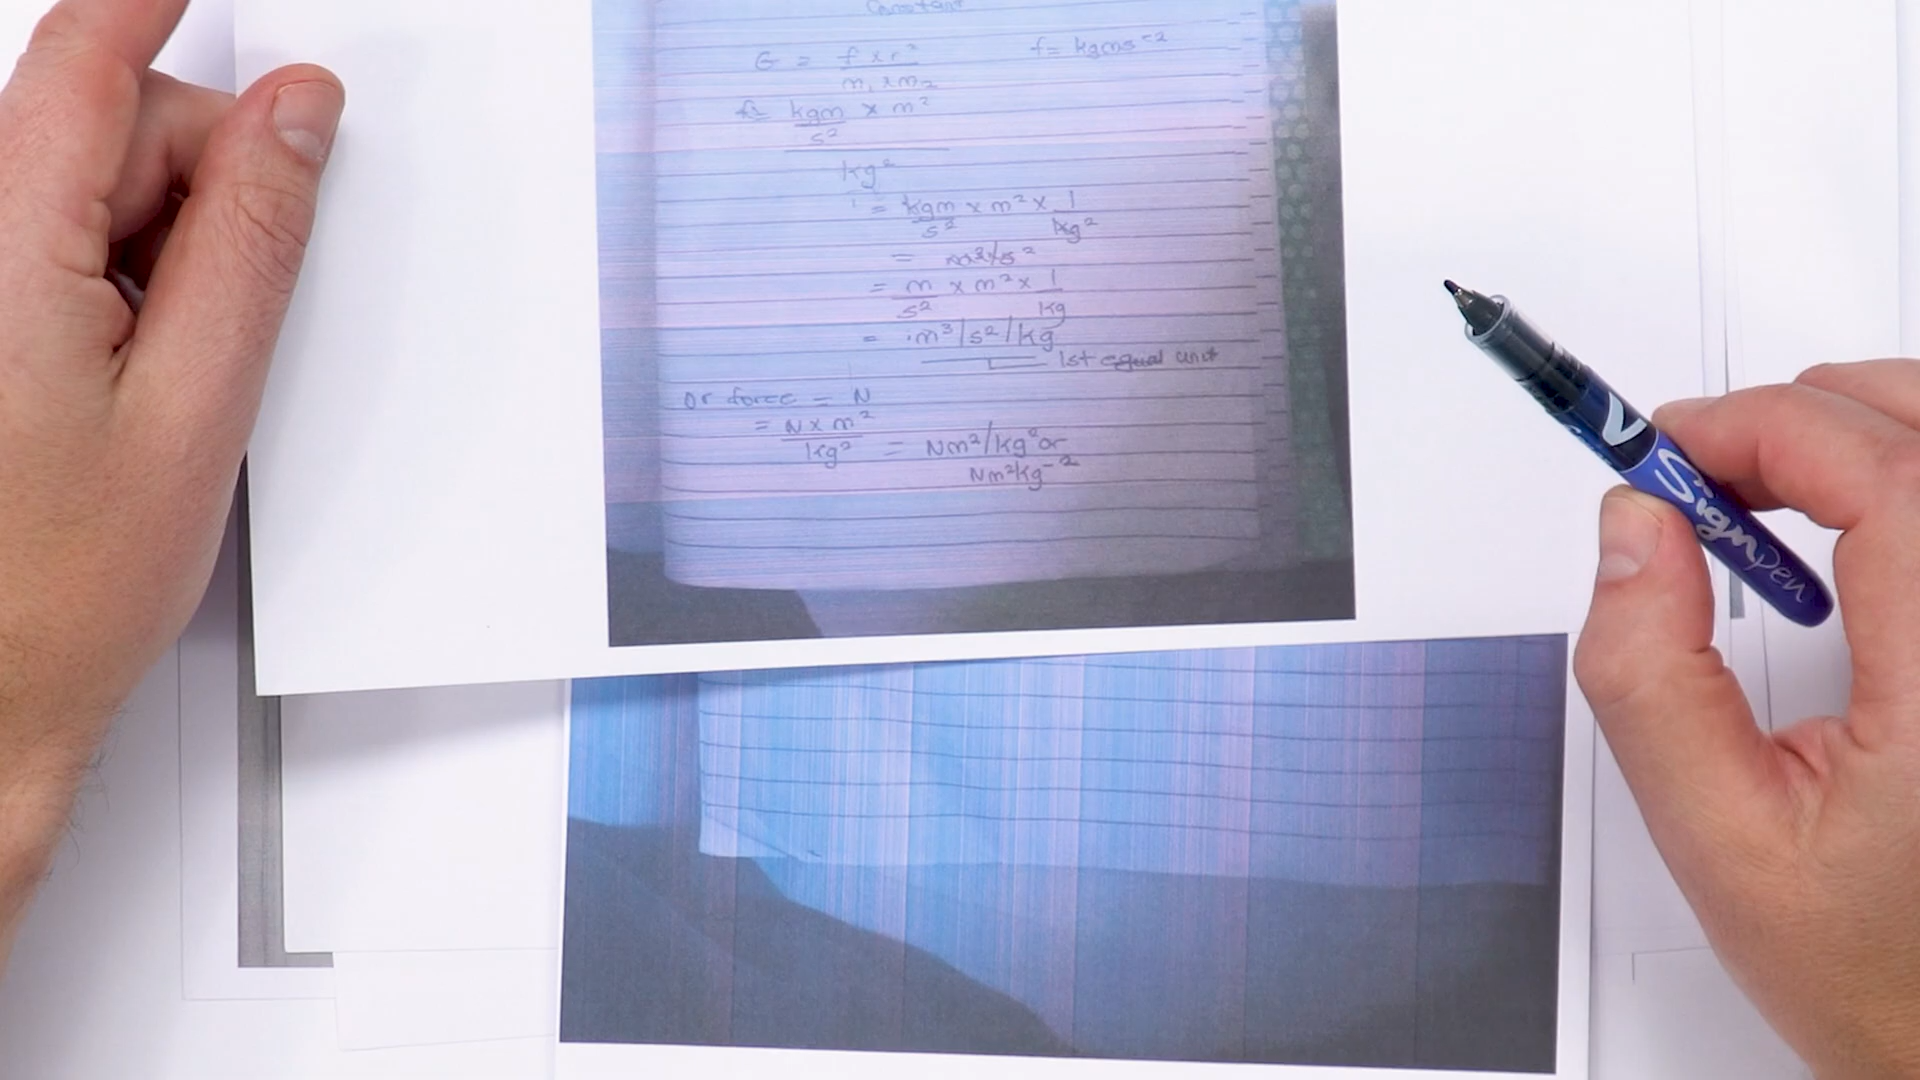 Constant
G = f x r² / m₁ x m₂    f = kgms⁻²
f = kgm/s² x m² / kg²
= kgm/s² x m² x 1/kg²
= m³/s²
= m/s² x m² x 1/kg
= m³/s²/kg
1st equal unit
Or force = N
= N x m² / kg² = Nm²/kg² or
Nm²kg⁻²
V Sign pen